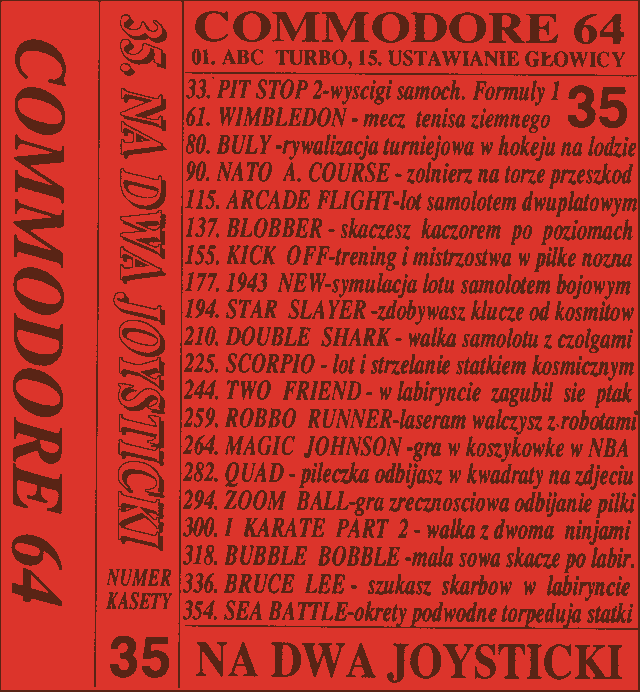 COMMODORE 64
35. NA DWA JOYSTICKI
NUMER
KASETY
35
COMMODORE 64
01. ABC TURBO, 15. USTAWIANIE GŁOWICY
35
33. PIT STOP 2-wyscigi samoch. Formuly 1
61. WIMBLEDON - mecz tenisa ziemnego
80. BULY -rywalizacja turniejowa w hokeju na lodzie
90. NATO A. COURSE - zolnierz na torze przeszkod
115. ARCADE FLIGHT-lot samolotem dwuplatowym
137. BLOBBER - skaczesz kaczorem po poziomach
155. KICK OFF-trening i mistrzostwa w pilke nozna
177. 1943 NEW-symulacja lotu samolotem bojowym
194. STAR SLAYER -zdobywasz klucze od kosmitow
210. DOUBLE SHARK - walka samolotu z czolgami
225. SCORPIO - lot i strzelanie statkiem kosmicznym
244. TWO FRIEND - w labiryncie zagubil sie ptak
259. ROBBO RUNNER-laseram walczysz z robotami
264. MAGIC JOHNSON -gra w koszykowke w NBA
282. QUAD - pileczka odbijasz w kwadraty na zdjeciu
294. ZOOM BALL-gra zrecznosciowa odbijanie pilki
300. I KARATE PART 2 - walka z dwoma ninjami
318. BUBBLE BOBBLE -mala sowa skacze po labir.
336. BRUCE LEE - szukasz skarbow w labiryncie
354. SEA BATTLE-okrety podwodne torpeduja statki
NA DWA JOYSTICKI